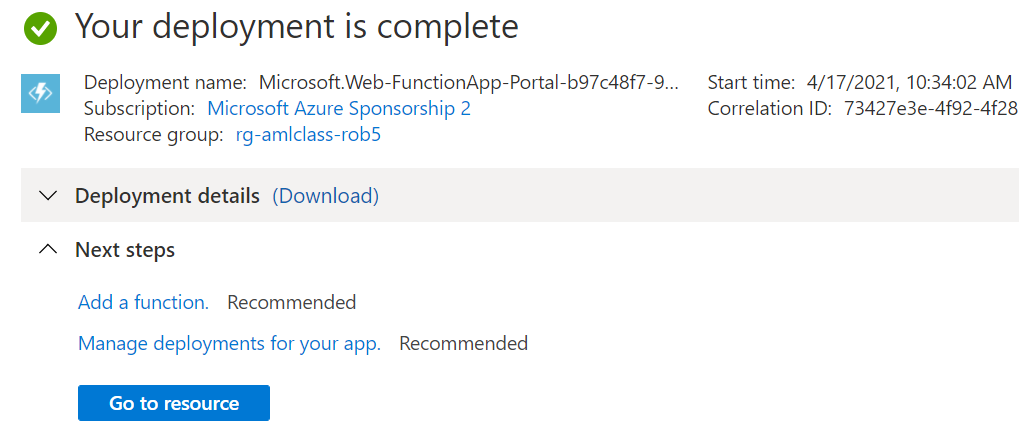 Your deployment is complete
Deployment name: Microsoft.Web-FunctionApp-Portal-b97c48f7-9... Start time: 4/17/2021, 10:34:02 AM
Subscription: Microsoft Azure Sponsorship 2 Correlation ID: 73427e3e-4f92-4f28
Resource group: rg-amlclass-rob5
Deployment details (Download)
Next steps
Add a function. Recommended
Manage deployments for your app. Recommended
Go to resource